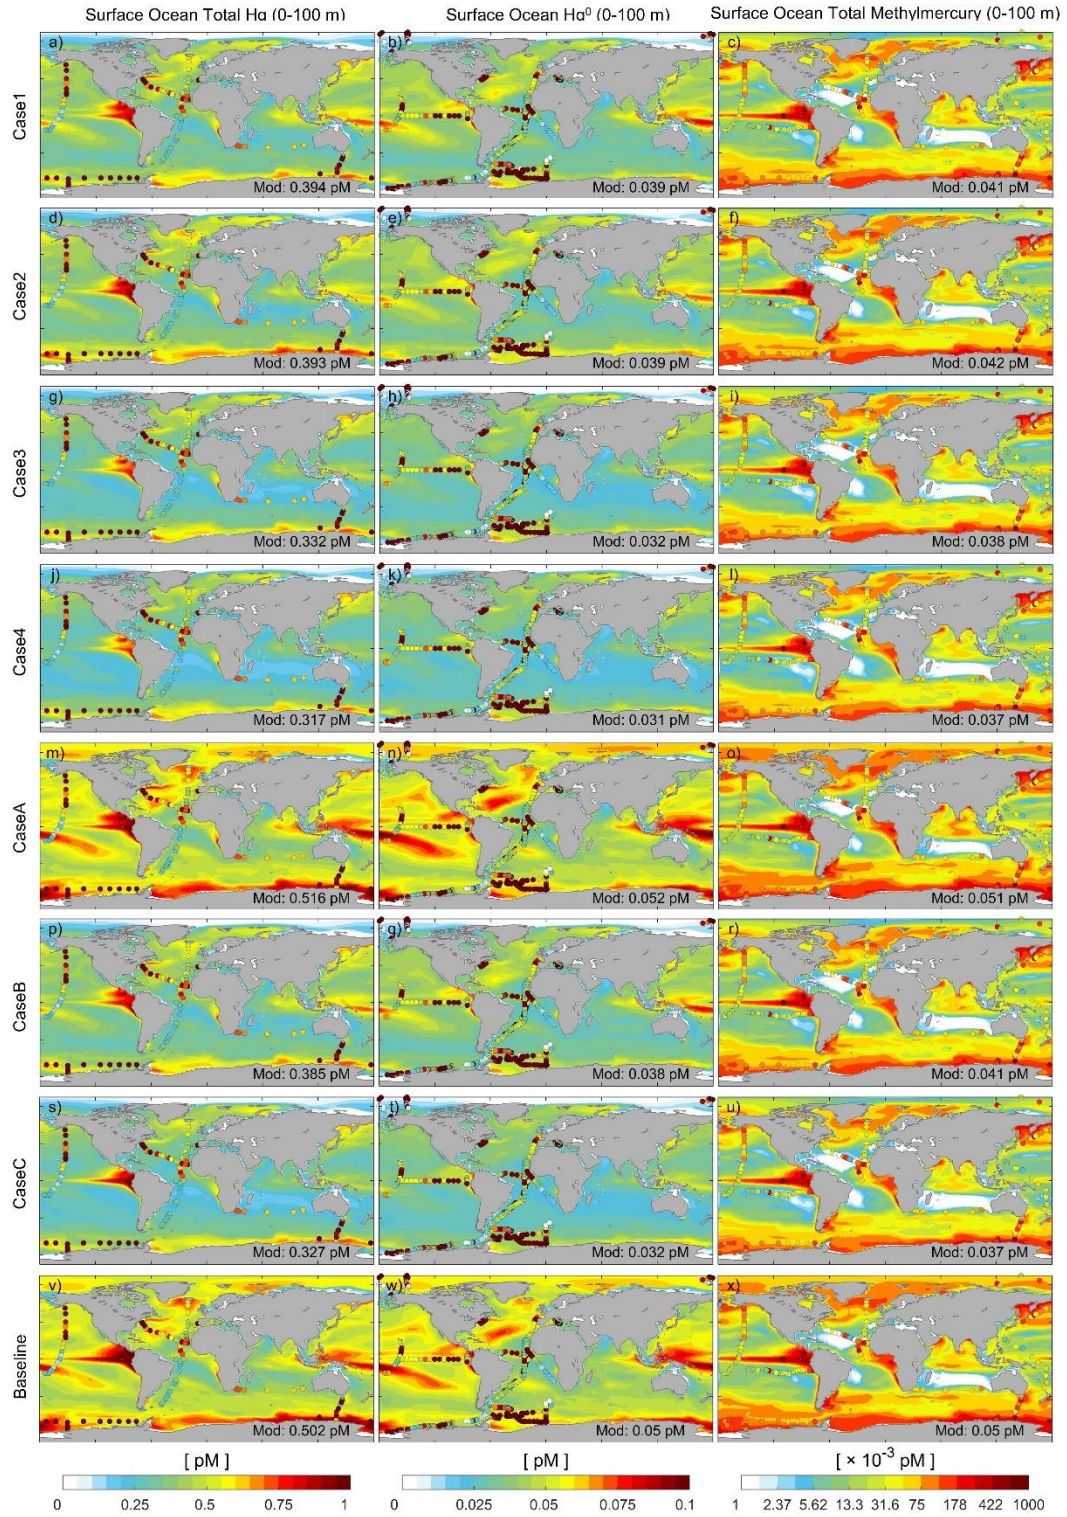 Surface Ocean Total Hg (0-100 m)
Surface Ocean Hg⁰ (0-100 m)
Surface Ocean Total Methylmercury (0-100 m)
Case1
a)
Mod: 0.394 pM
b)
Mod: 0.039 pM
c)
Mod: 0.041 pM
Case2
d)
Mod: 0.393 pM
e)
Mod: 0.039 pM
f)
Mod: 0.042 pM
Case3
g)
Mod: 0.332 pM
h)
Mod: 0.032 pM
i)
Mod: 0.038 pM
Case4
j)
Mod: 0.317 pM
k)
Mod: 0.031 pM
l)
Mod: 0.037 pM
CaseA
m)
Mod: 0.516 pM
n)
Mod: 0.052 pM
o)
Mod: 0.051 pM
CaseB
p)
Mod: 0.385 pM
q)
Mod: 0.038 pM
r)
Mod: 0.041 pM
CaseC
s)
Mod: 0.327 pM
t)
Mod: 0.032 pM
u)
Mod: 0.037 pM
Baseline
v)
Mod: 0.502 pM
w)
Mod: 0.05 pM
x)
Mod: 0.05 pM
[ pM ]
[ pM ]
[ × 10⁻³ pM ]
0 0.25 0.5 0.75 1
0 0.025 0.05 0.075 0.1
1 2.37 5.62 13.3 31.6 75 178 422 1000